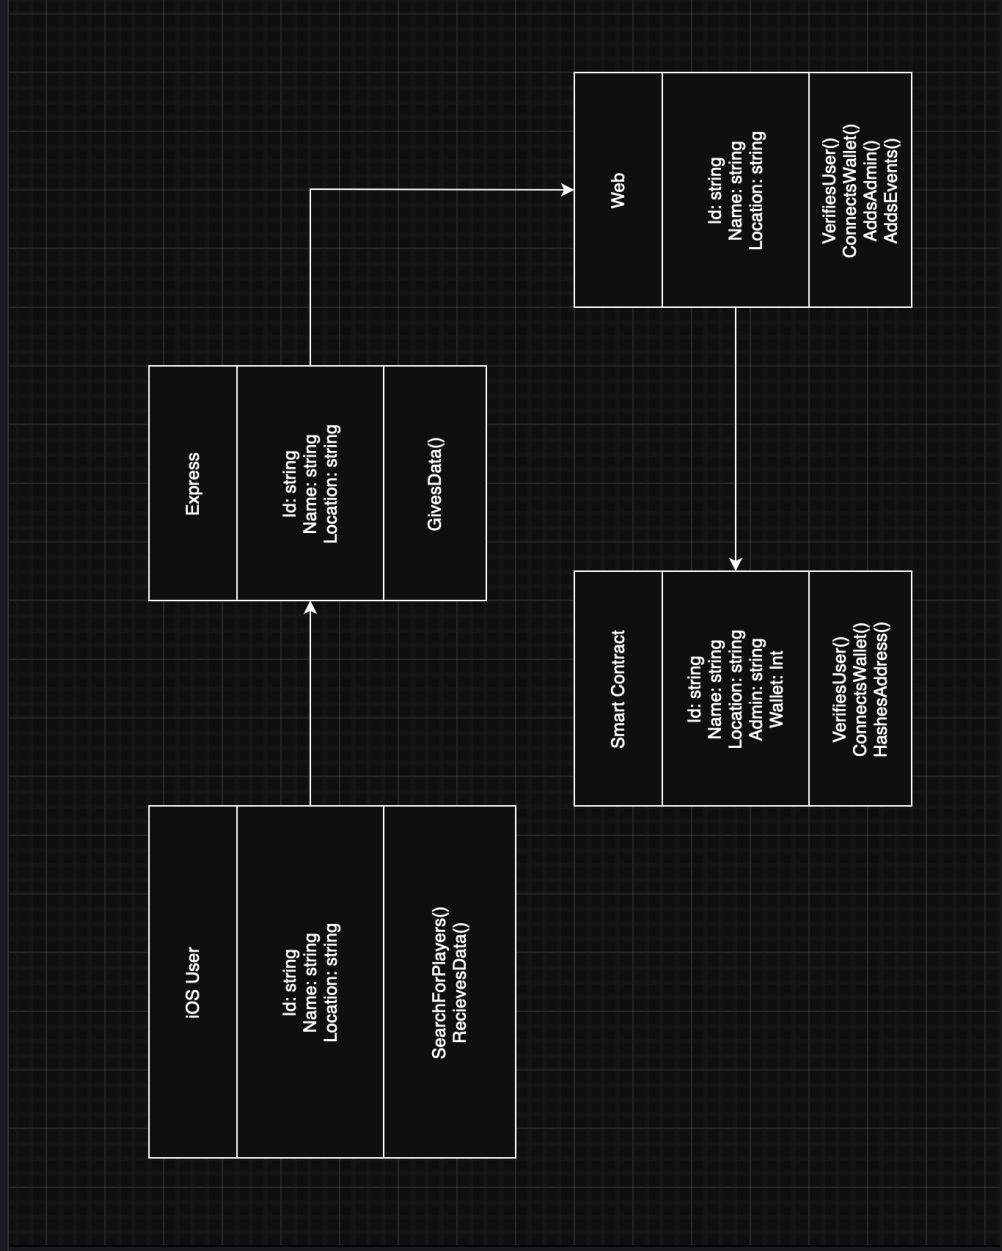 iOS User
Id: string
Name: string
Location: string
SearchForPlayers()
RecievesData()
Express
Id: string
Name: string
Location: string
GivesData()
Web
Id: string
Name: string
Location: string
VerifiesUser()
ConnectsWallet()
AddsAdmin()
AddsEvents()
Smart Contract
Id: string
Name: string
Location: string
Admin: string
Wallet: Int
VerifiesUser()
ConnectsWallet()
HashesAddress()